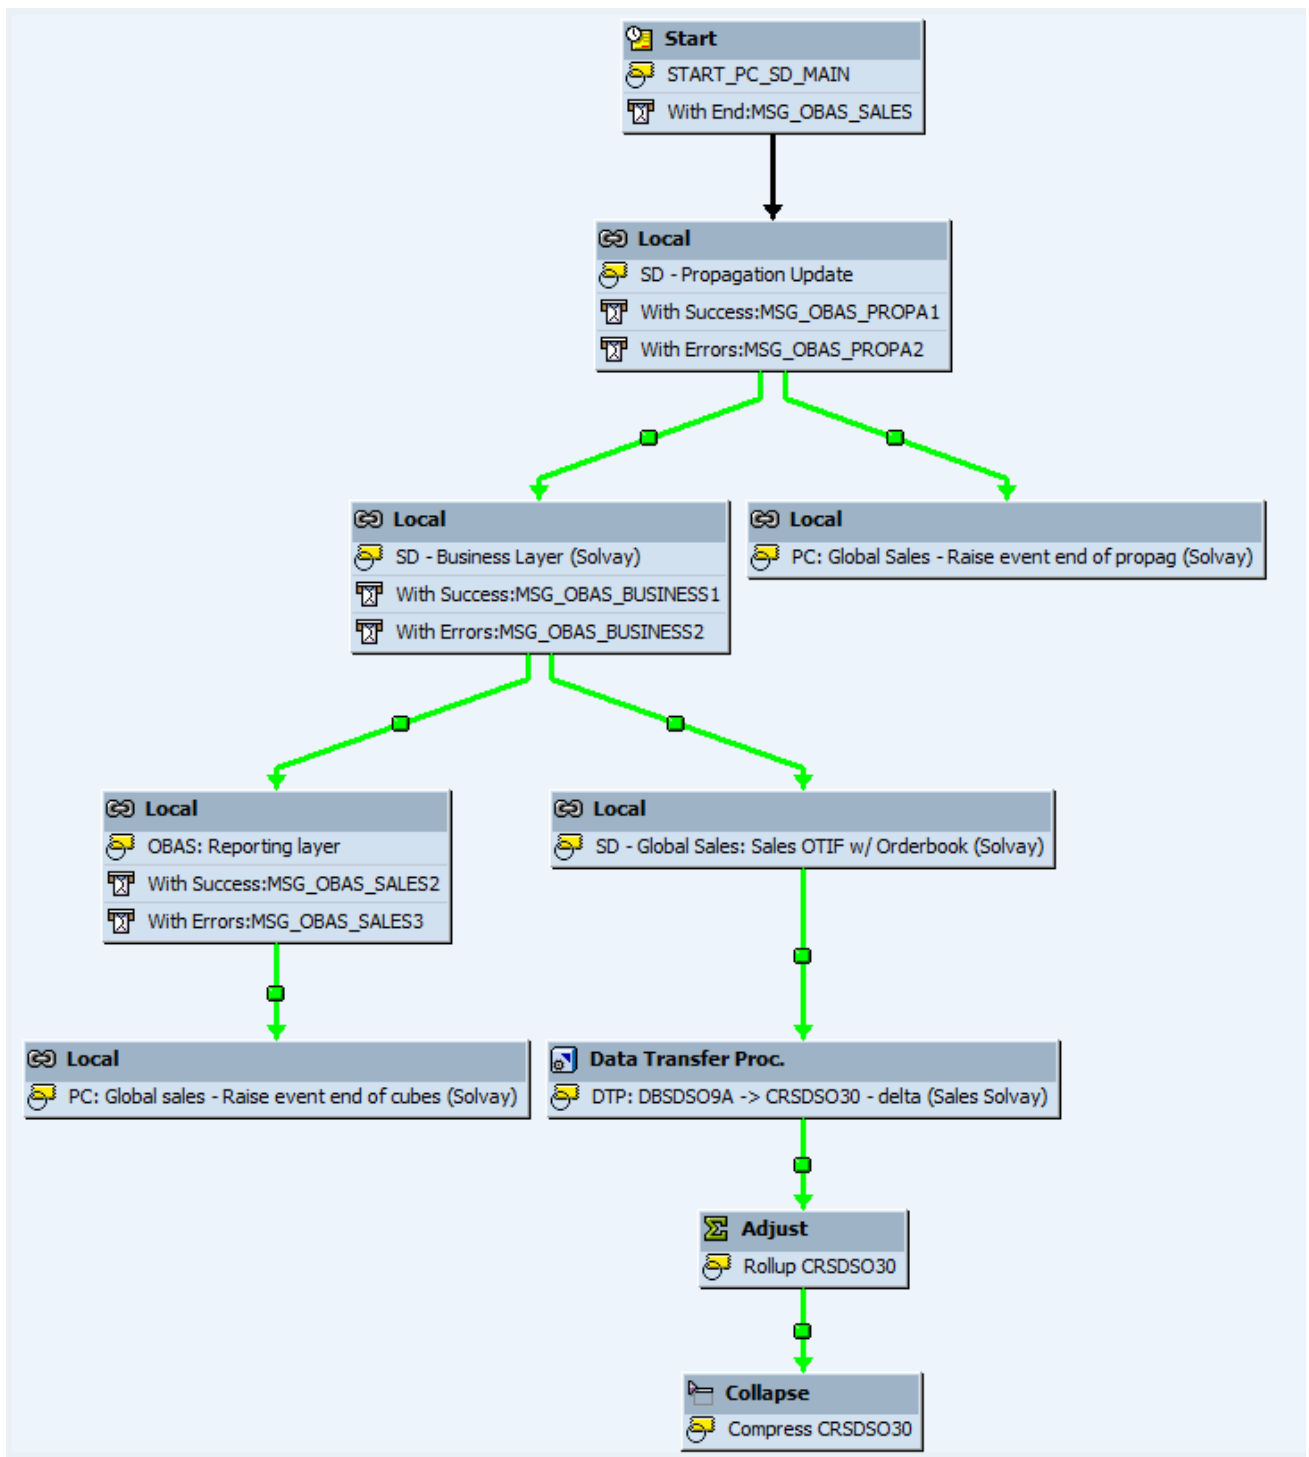 Start
START_PC_SD_MAIN
With End:MSG_OBAS_SALES
Local
SD - Propagation Update
With Success:MSG_OBAS_PROPA1
With Errors:MSG_OBAS_PROPA2
Local
SD - Business Layer (Solvay)
With Success:MSG_OBAS_BUSINESS1
With Errors:MSG_OBAS_BUSINESS2
Local
PC: Global Sales - Raise event end of propag (Solvay)
Local
OBAS: Reporting layer
With Success:MSG_OBAS_SALES2
With Errors:MSG_OBAS_SALES3
Local
SD - Global Sales: Sales OTIF w/ Orderbook (Solvay)
Local
PC: Global sales - Raise event end of cubes (Solvay)
Data Transfer Proc.
DTP: DBSDSO9A -> CRSDSO30 - delta (Sales Solvay)
Adjust
Rollup CRSDSO30
Collapse
Compress CRSDSO30